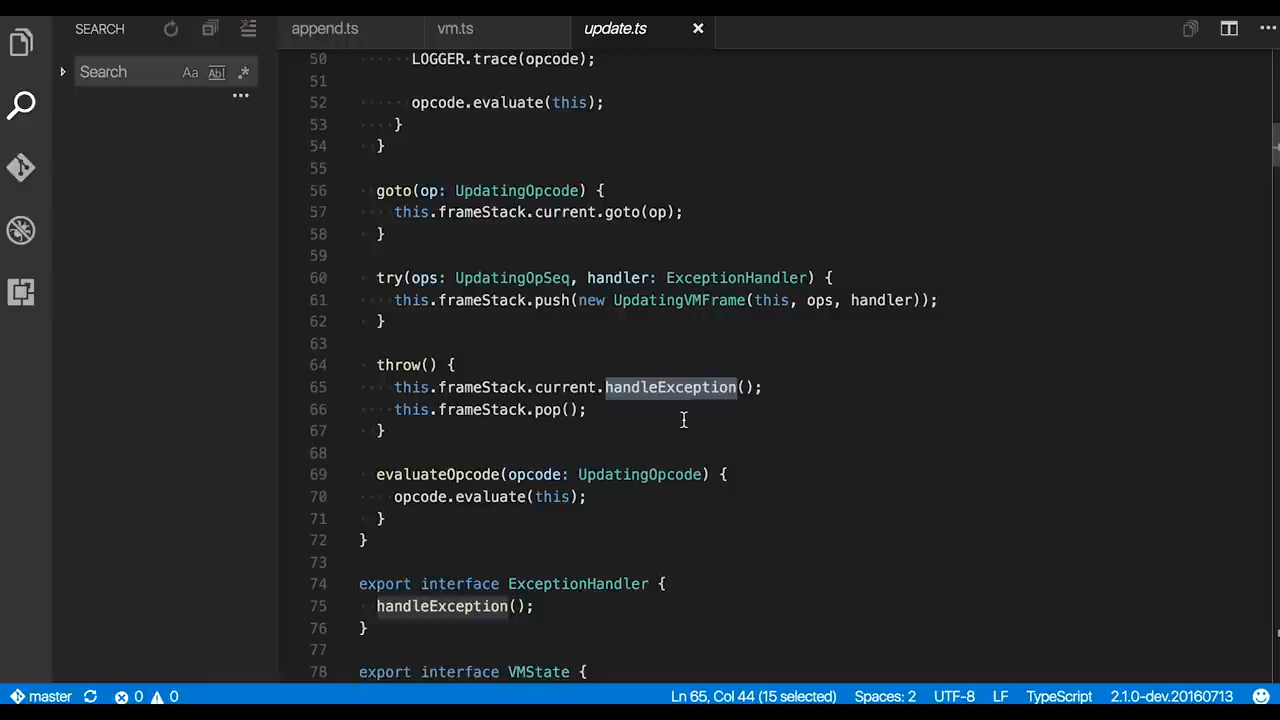 SEARCH
append.ts
vm.ts
update.ts
Search
Aa
Abl
.*
50 LOGGER.trace(opcode);
51
52 opcode.evaluate(this);
53 }
54 }
55
56 goto(op: UpdatingOpcode) {
57 this.frameStack.current.goto(op);
58 }
59
60 try(ops: UpdatingOpSeq, handler: ExceptionHandler) {
61 this.frameStack.push(new UpdatingVMFrame(this, ops, handler));
62 }
63
64 throw() {
65 this.frameStack.current.handleException();
66 this.frameStack.pop();
67 }
68
69 evaluateOpcode(opcode: UpdatingOpcode) {
70 opcode.evaluate(this);
71 }
72 }
73
74 export interface ExceptionHandler {
75 handleException();
76 }
77
78 export interface VMState {
master
0
0
Ln 65, Col 44 (15 selected)
Spaces: 2
UTF-8
LF
TypeScript
2.1.0-dev.20160713